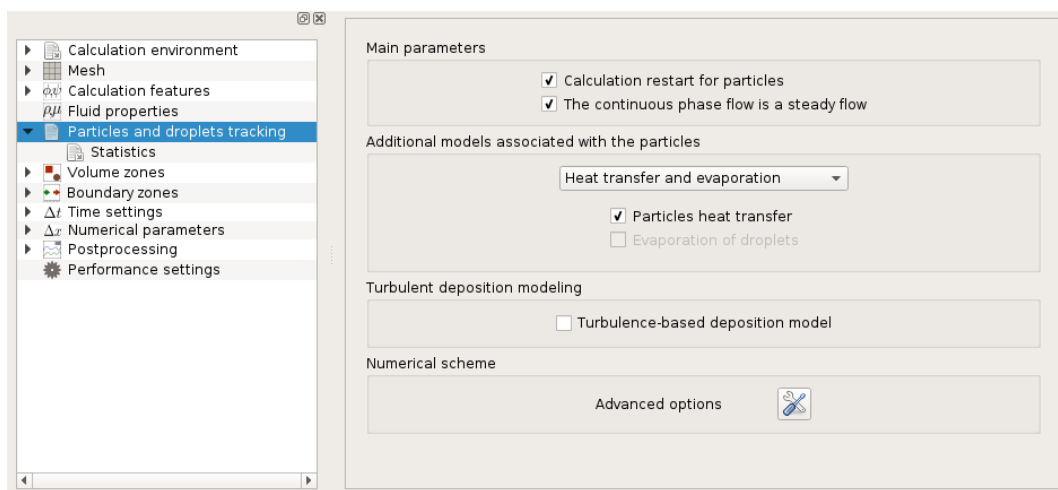 Calculation environment
Mesh
Calculation features
Fluid properties
Particles and droplets tracking
Statistics
Volume zones
Boundary zones
Δt Time settings
Δx Numerical parameters
Postprocessing
Performance settings
Main parameters
Calculation restart for particles
The continuous phase flow is a steady flow
Additional models associated with the particles
Heat transfer and evaporation
Particles heat transfer
Evaporation of droplets
Turbulent deposition modeling
Turbulence-based deposition model
Numerical scheme
Advanced options